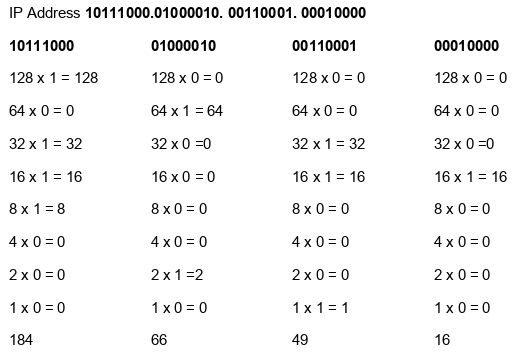 IP Address 10111000.01000010. 00110001. 00010000
10111000 01000010 00110001 00010000
128 x 1 = 128 128 x 0 = 0 128 x 0 = 0 128 x 0 = 0
64 x 0 = 0 64 x 1 = 64 64 x 0 = 0 64 x 0 = 0
32 x 1 = 32 32 x 0 =0 32 x 1 = 32 32 x 0 =0
16 x 1 = 16 16 x 0 = 0 16 x 1 = 16 16 x 1 = 16
8 x 1 = 8 8 x 0 = 0 8 x 0 = 0 8 x 0 = 0
4 x 0 = 0 4 x 0 = 0 4 x 0 = 0 4 x 0 = 0
2 x 0 = 0 2 x 1 =2 2 x 0 = 0 2 x 0 = 0
1 x 0 = 0 1 x 0 = 0 1 x 1 = 1 1 x 0 = 0
184 66 49 16